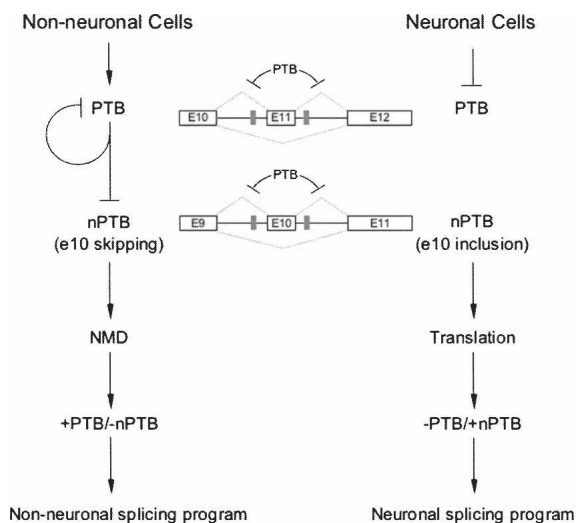 Non-neuronal Cells
Neuronal Cells
PTB
PTB
E10 E11 E12
PTB
PTB
E9 E10 E11
nPTB
(e10 skipping)
nPTB
(e10 inclusion)
NMD
Translation
+PTB/-nPTB
-PTB/+nPTB
Non-neuronal splicing program
Neuronal splicing program